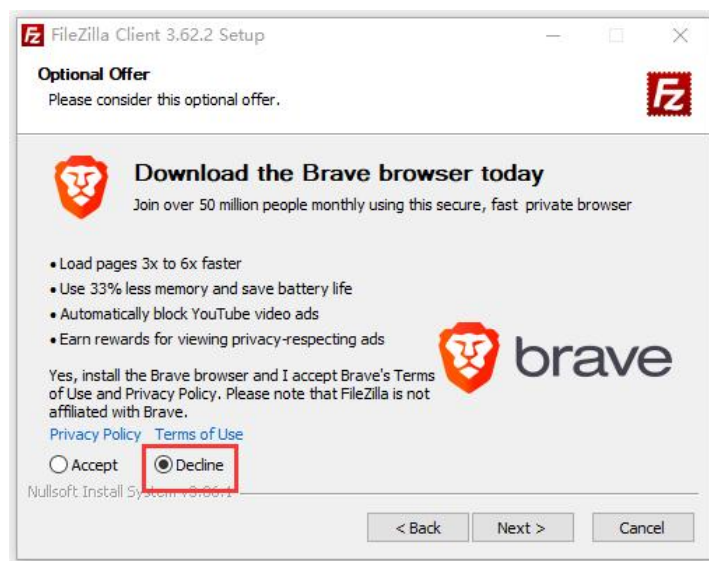 FileZilla Client 3.62.2 Setup
Optional Offer
Please consider this optional offer.
Fz
Download the Brave browser today
Join over 50 million people monthly using this secure, fast private browser
• Load pages 3x to 6x faster
• Use 33% less memory and save battery life
• Automatically block YouTube video ads
• Earn rewards for viewing privacy-respecting ads
brave
Yes, install the Brave browser and I accept Brave's Terms
of Use and Privacy Policy. Please note that FileZilla is not
affiliated with Brave.
Privacy Policy Terms of Use
Accept Decline
Nullsoft Install System
< Back Next > Cancel